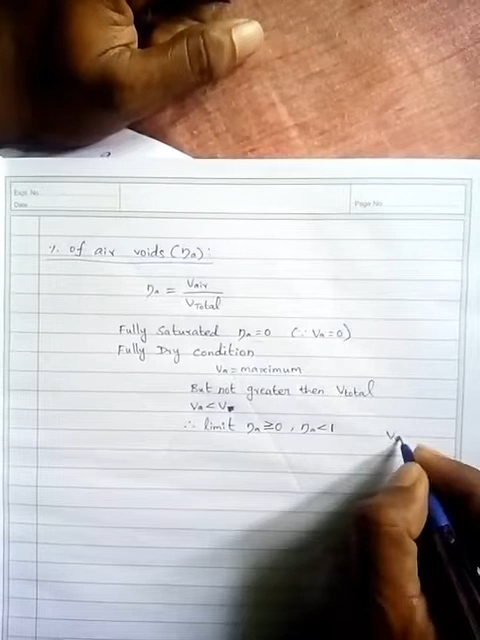 Expt. No.
Date
Page No.
% of air voids (ηa):
ηa = Vair / VTotal
Fully Saturated ηa = 0 (∵ Va = 0)
Fully Dry condition
Va = maximum
But not greater then Vtotal
Va < V
∴ limit ηa ≥ 0, ηa < 1
Va